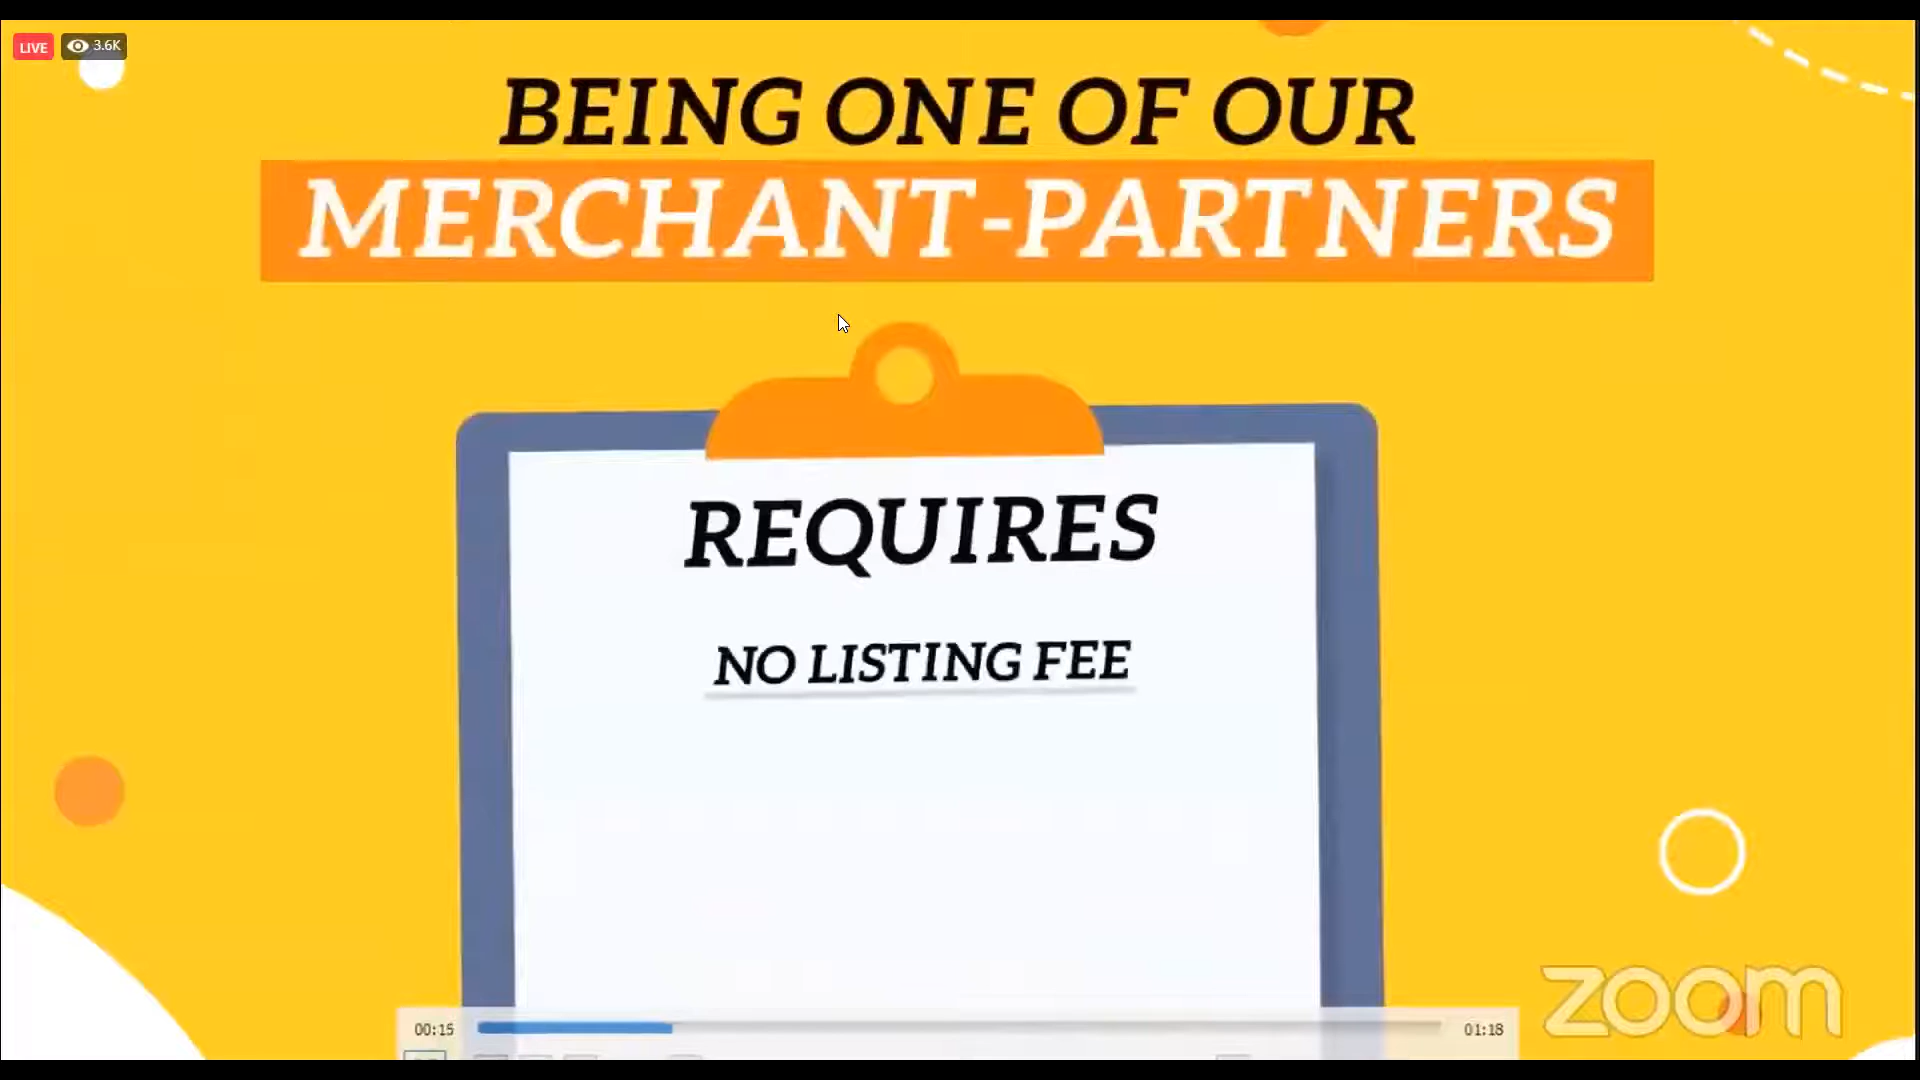 LIVE 3.6K
BEING ONE OF OUR
MERCHANT-PARTNERS
REQUIRES
NO LISTING FEE
zoom
00:15 01:18